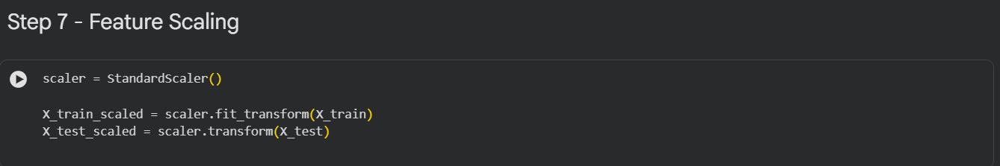 Step 7 - Feature Scaling
scaler = StandardScaler()
X_train_scaled = scaler.fit_transform(X_train)
X_test_scaled = scaler.transform(X_test)